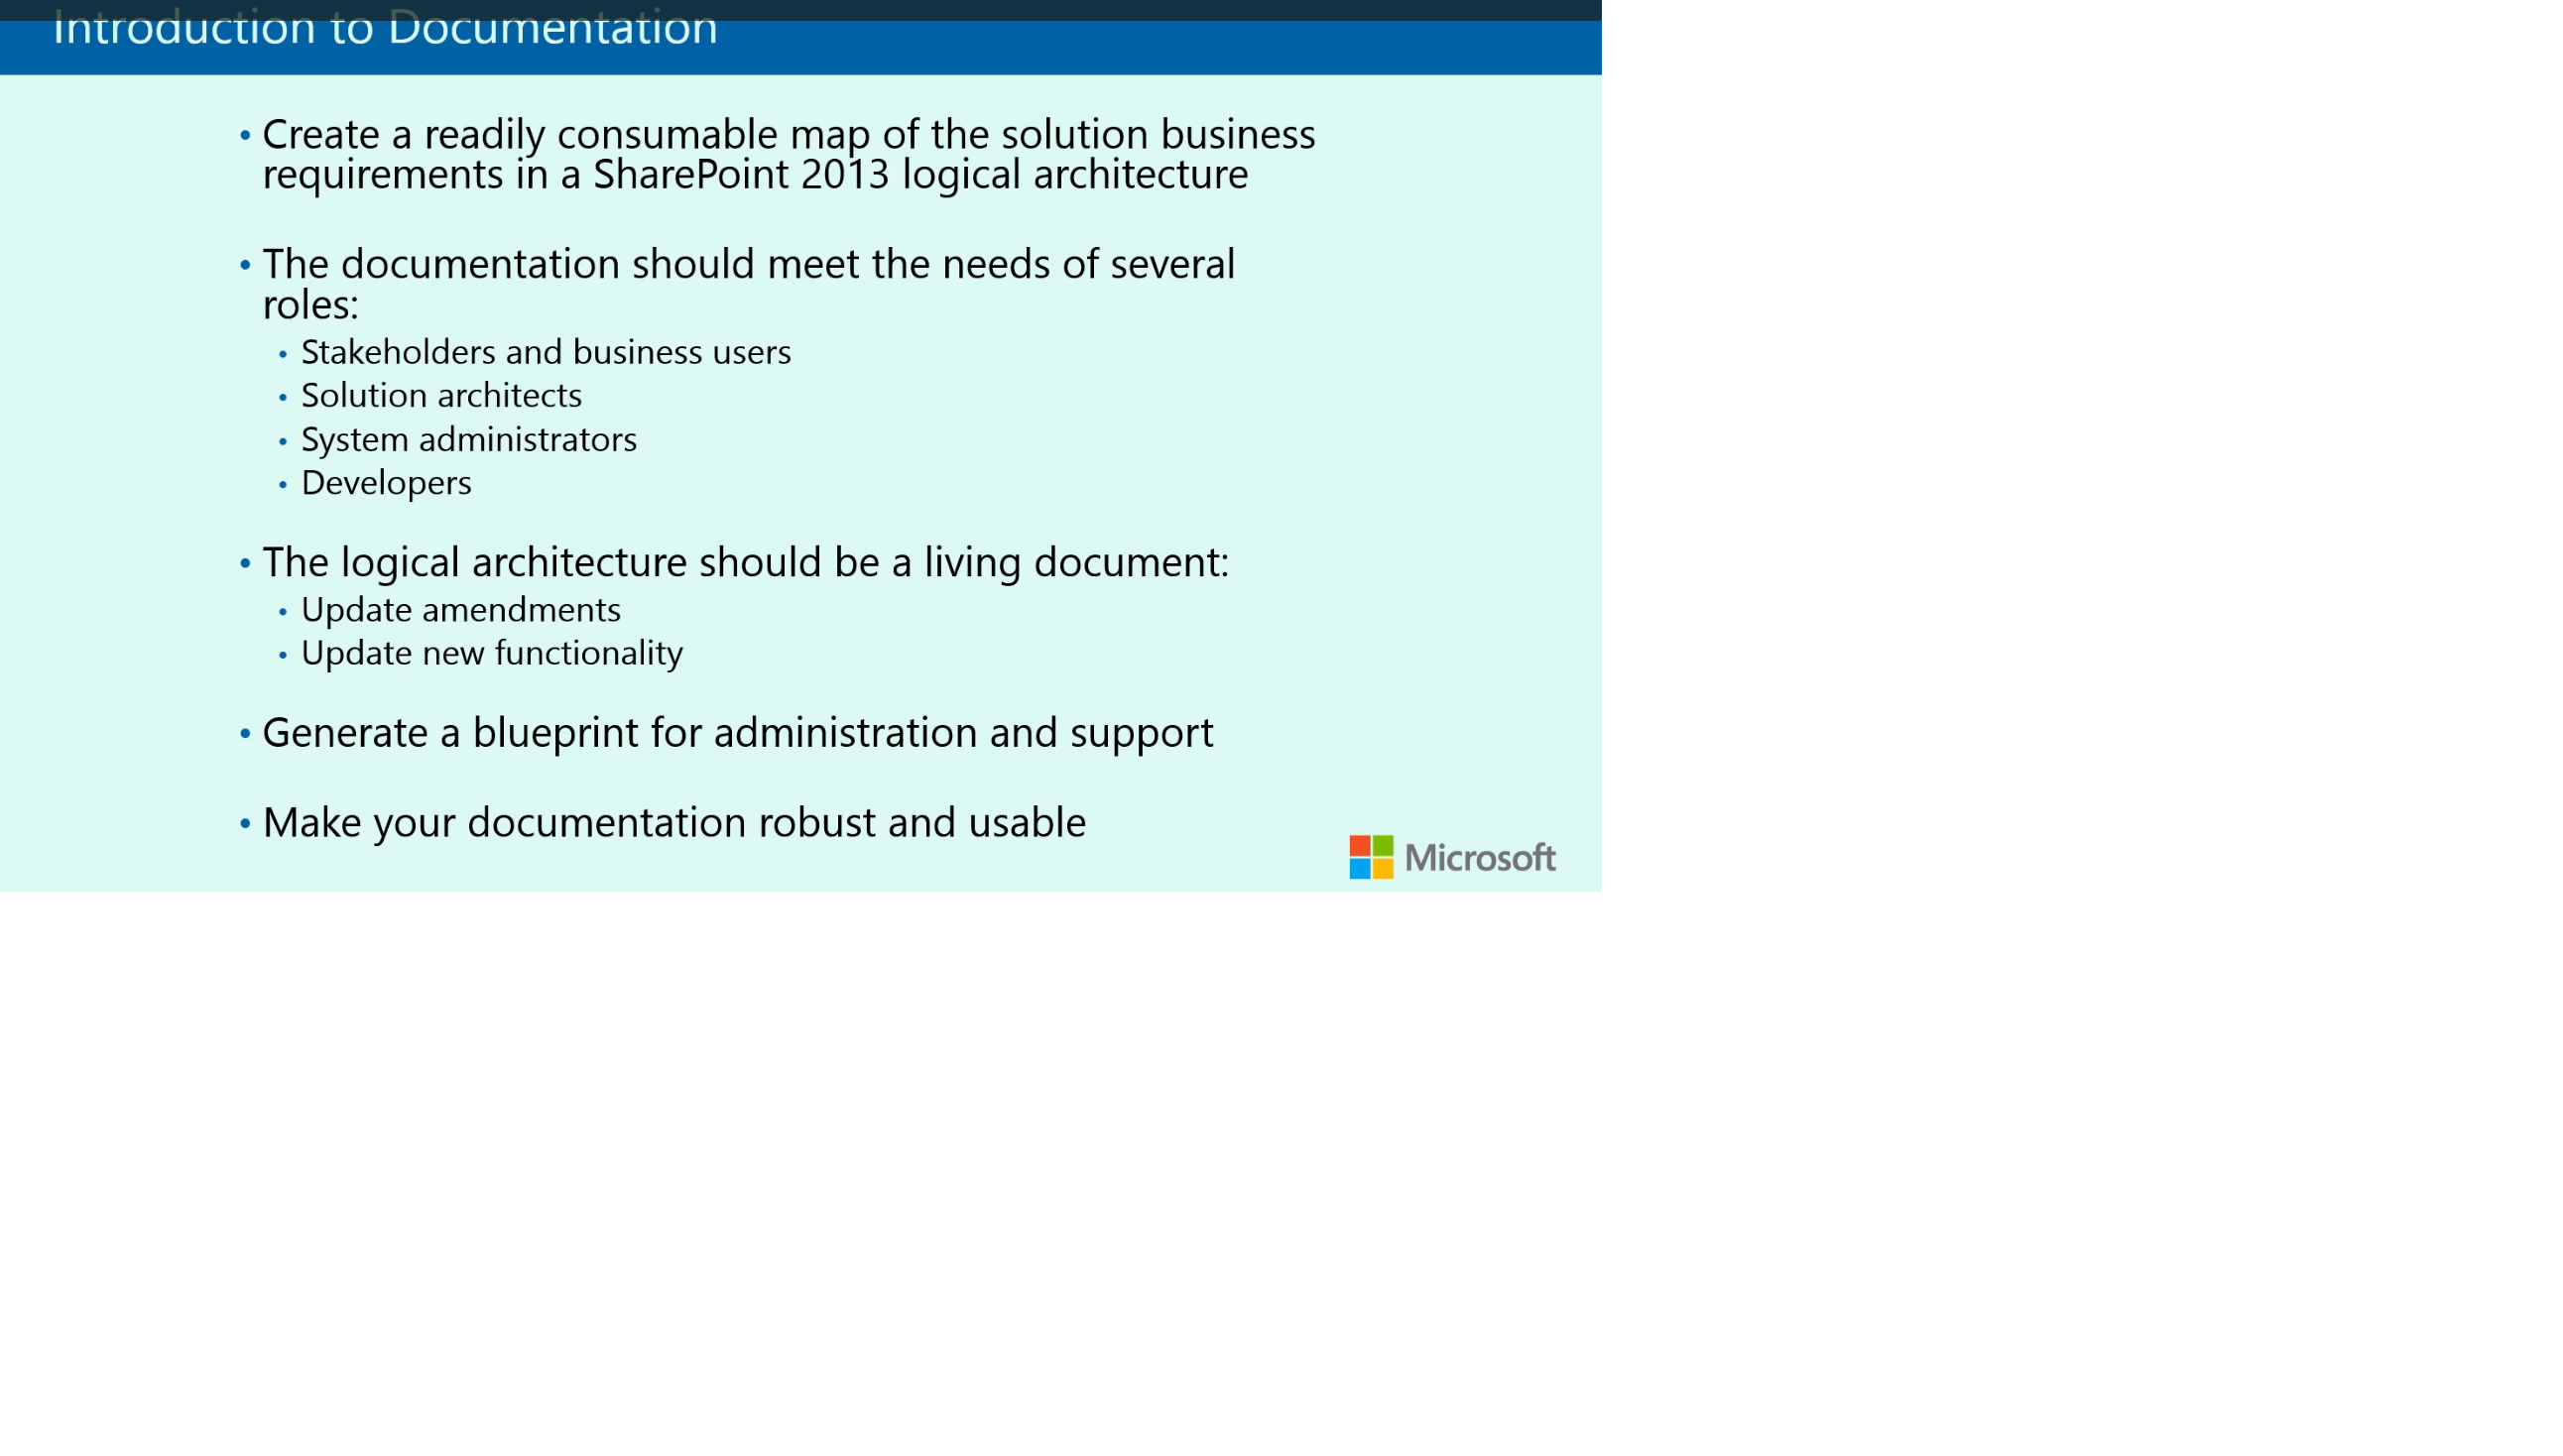 Introduction to Documentation
• Create a readily consumable map of the solution business
requirements in a SharePoint 2013 logical architecture
• The documentation should meet the needs of several
roles:
• Stakeholders and business users
• Solution architects
• System administrators
• Developers
• The logical architecture should be a living document:
• Update amendments
• Update new functionality
• Generate a blueprint for administration and support
• Make your documentation robust and usable
Microsoft